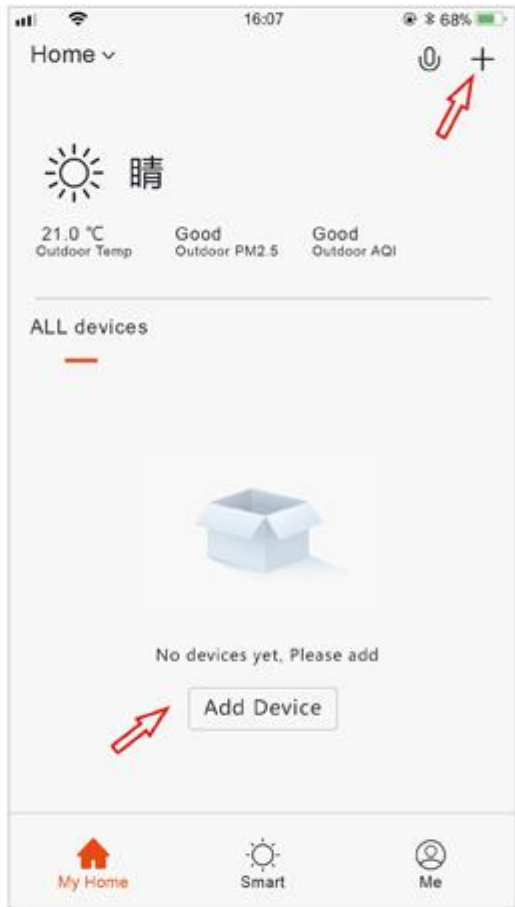 16:07
68%
Home
晴
21.0 ℃ Good Good
Outdoor Temp Outdoor PM2.5 Outdoor AQI
ALL devices
No devices yet, Please add
Add Device
My Home Smart Me